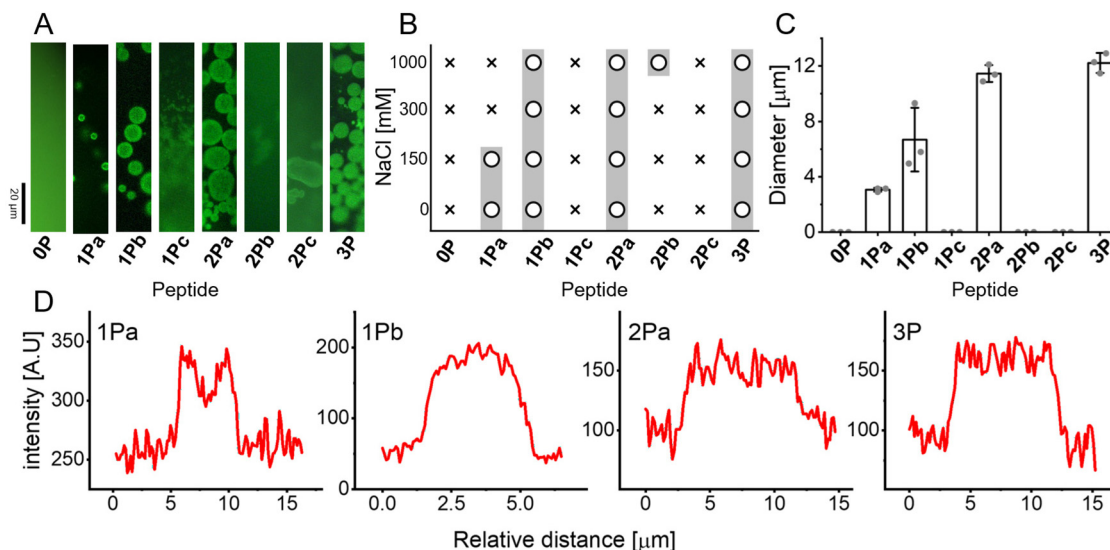 A
20 µm
0P 1Pa 1Pb 1Pc 2Pa 2Pb 2Pc 3P
Peptide
B
NaCl [mM]
1000
300
150
0
0P 1Pa 1Pb 1Pc 2Pa 2Pb 2Pc 3P
Peptide
C
Diameter [µm]
12
8
4
0
0P 1Pa 1Pb 1Pc 2Pa 2Pb 2Pc 3P
Peptide
D
intensity [A.U]
1Pa
350
300
250
0 5 10 15
1Pb
200
100
0
0.0 2.5 5.0
2Pa
150
100
0 5 10 15
3P
150
100
0 5 10 15
Relative distance [µm]